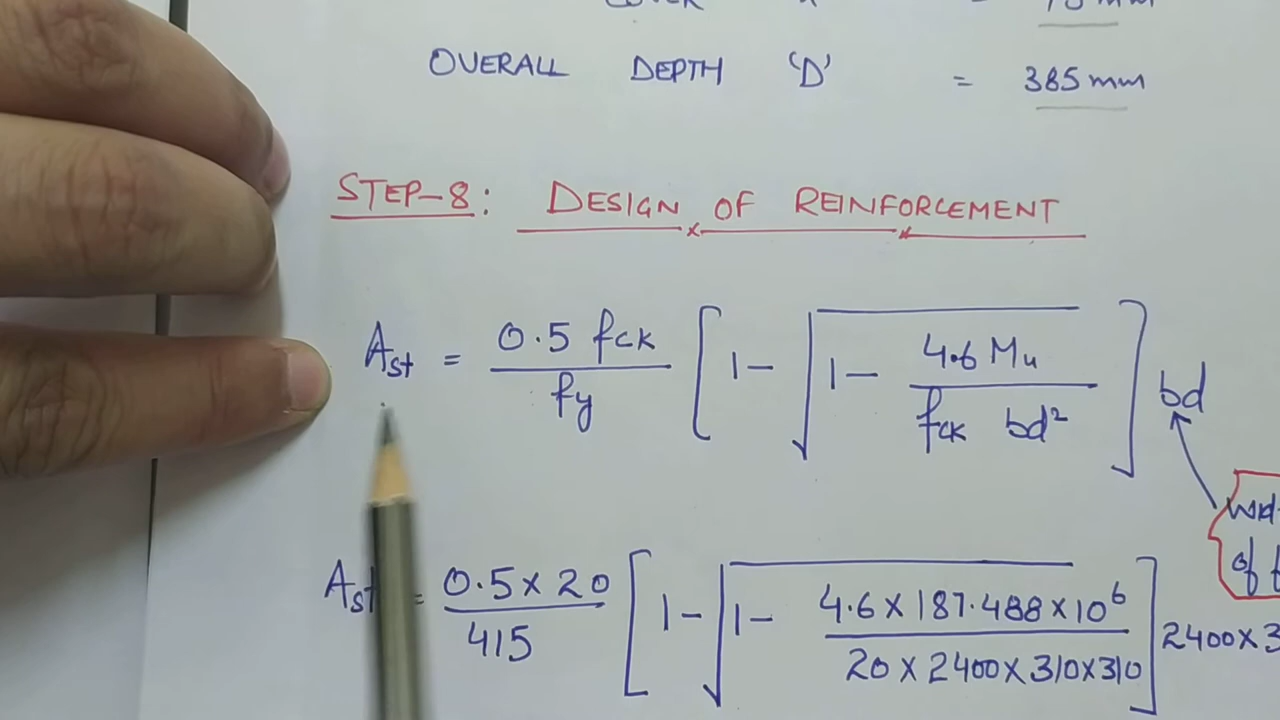 OVERALL DEPTH 'D' = 385mm
STEP-8: DESIGN OF REINFORCEMENT
Ast = 0.5 fck / fy [ 1 - √( 1 - 4.6 Mu / fck bd² ) ] bd
of
Ast = 0.5 x 20 / 415 [ 1 - √( 1 - 4.6 x 187.488 x 10⁶ / 20 x 2400 x 310 x 310 ) ] 2400 x 3